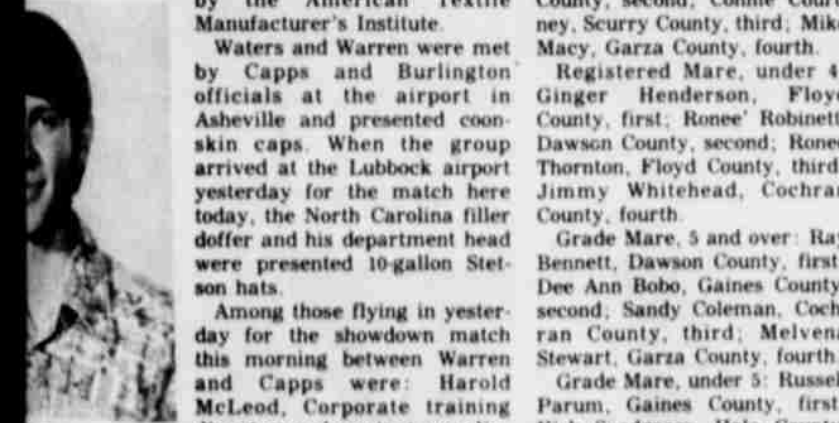 by the American Textile
Manufacturer's Institute.
Waters and Warren were met
by Capps and Burlington
officials at the airport in
Asheville and presented coon-
skin caps. When the group
arrived at the Lubbock airport
yesterday for the match here
today, the North Carolina filler
doffer and his department head
were presented 10-gallon Stet-
son hats.
Among those flying in yester-
day for the showdown match
this morning between Warren
and Capps were: Harold
McLeod, Corporate training
County, second; Connie Court
ney, Scurry County, third; Mike
Macy, Garza County, fourth.
Registered Mare, under 4
Ginger Henderson, Floyd
County, first; Ronee' Robinett
Dawson County, second; Ronee
Thornton, Floyd County, third
Jimmy Whitehead, Cochran
County, fourth.
Grade Mare, 5 and over: Ray
Bennett, Dawson County, first
Dee Ann Bobo, Gaines County
second; Sandy Coleman, Coch
ran County, third; Melvena
Stewart, Garza County, fourth
Grade Mare, under 5: Russel
Parum, Gaines County, first